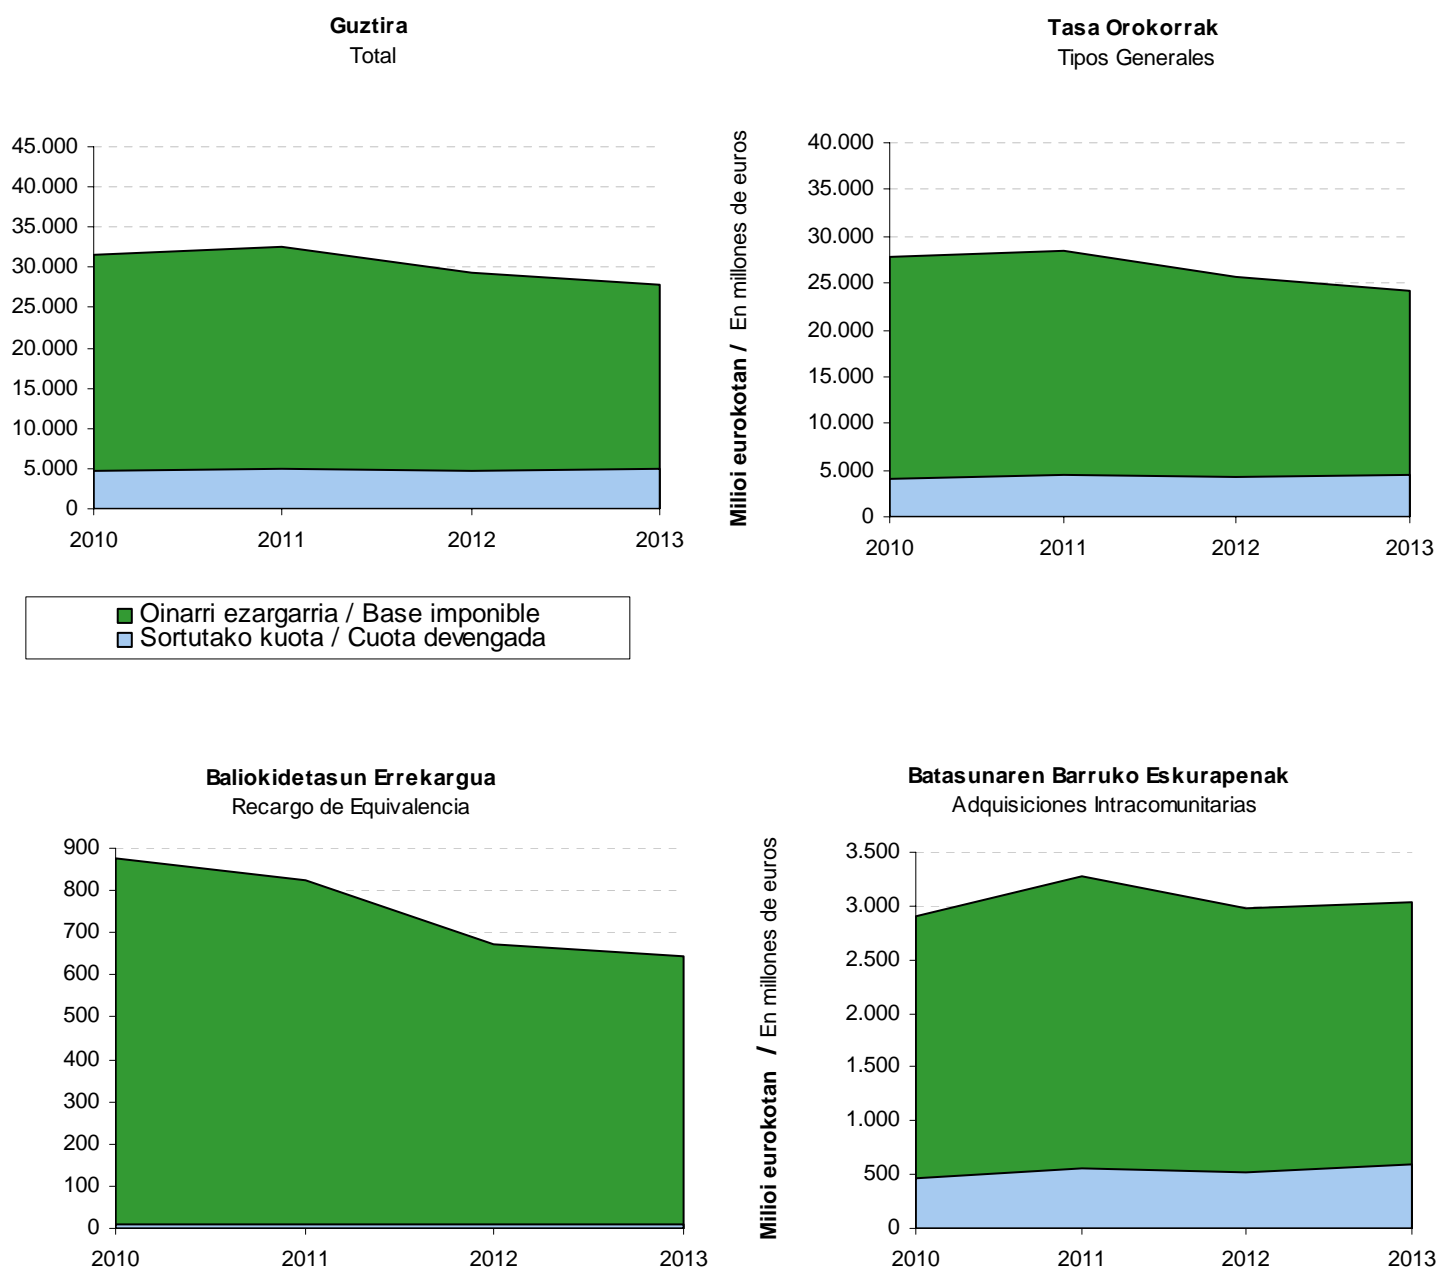 Guztira
Total
45.000
40.000
35.000
30.000
25.000
20.000
15.000
10.000
5.000
0
2010 2011 2012 2013
Tasa Orokorrak
Tipos Generales
Milioi eurokotan / En millones de euros
40.000
35.000
30.000
25.000
20.000
15.000
10.000
5.000
0
2010 2011 2012 2013
Oinarri ezargarria / Base imponible
Sortutako kuota / Cuota devengada
Baliokidetasun Errekargua
Recargo de Equivalencia
900
800
700
600
500
400
300
200
100
0
2010 2011 2012 2013
Batasunaren Barruko Eskurapenak
Adquisiciones Intracomunitarias
Milioi eurokotan / En millones de euros
3.500
3.000
2.500
2.000
1.500
1.000
500
0
2010 2011 2012 2013